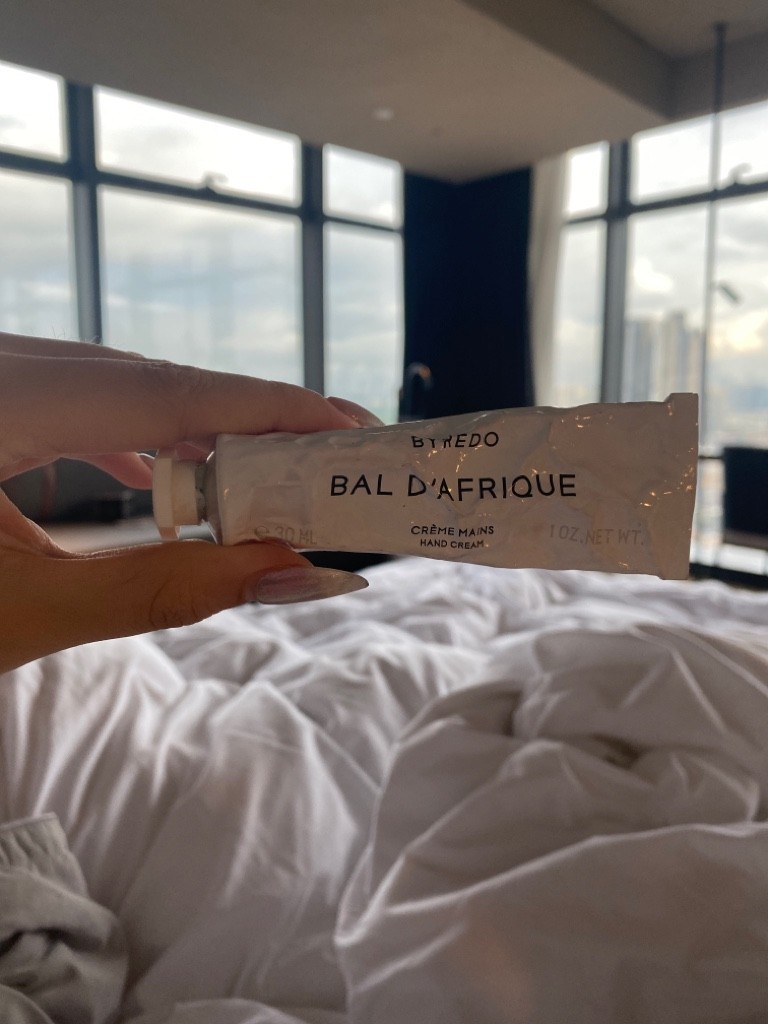 BYREDO
BAL D'AFRIQUE
30 ML
CRÈME MAINS
HAND CREAM
1 OZ. NET WT.